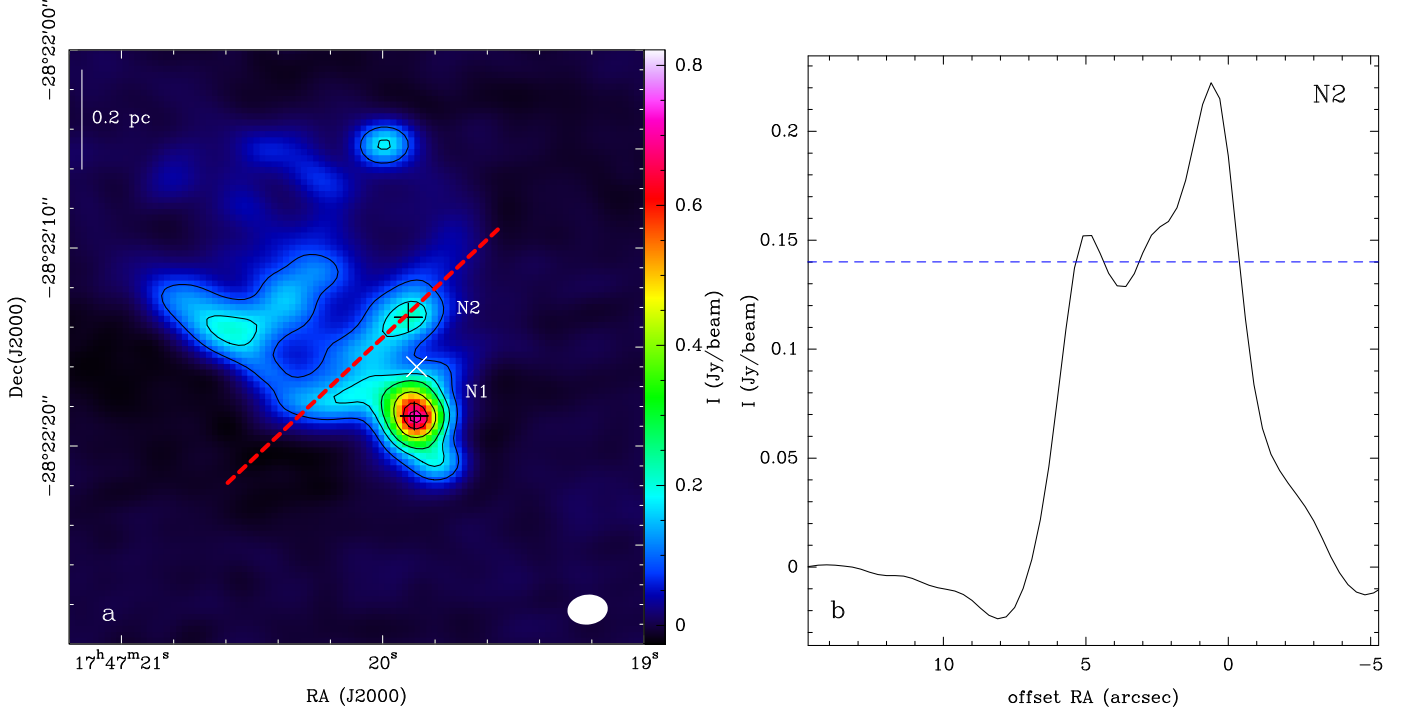 −28°22'00"
−28°22'10"
−28°22'20"
Dec(J2000)
0.2 pc
N2
N1
a
17ʰ47ᵐ21ˢ
20ˢ
19ˢ
RA (J2000)
0.8
0.6
0.4
0.2
0
I (Jy/beam)
I (Jy/beam)
0.2
0.15
0.1
0.05
0
N2
b
10
5
0
−5
offset RA (arcsec)